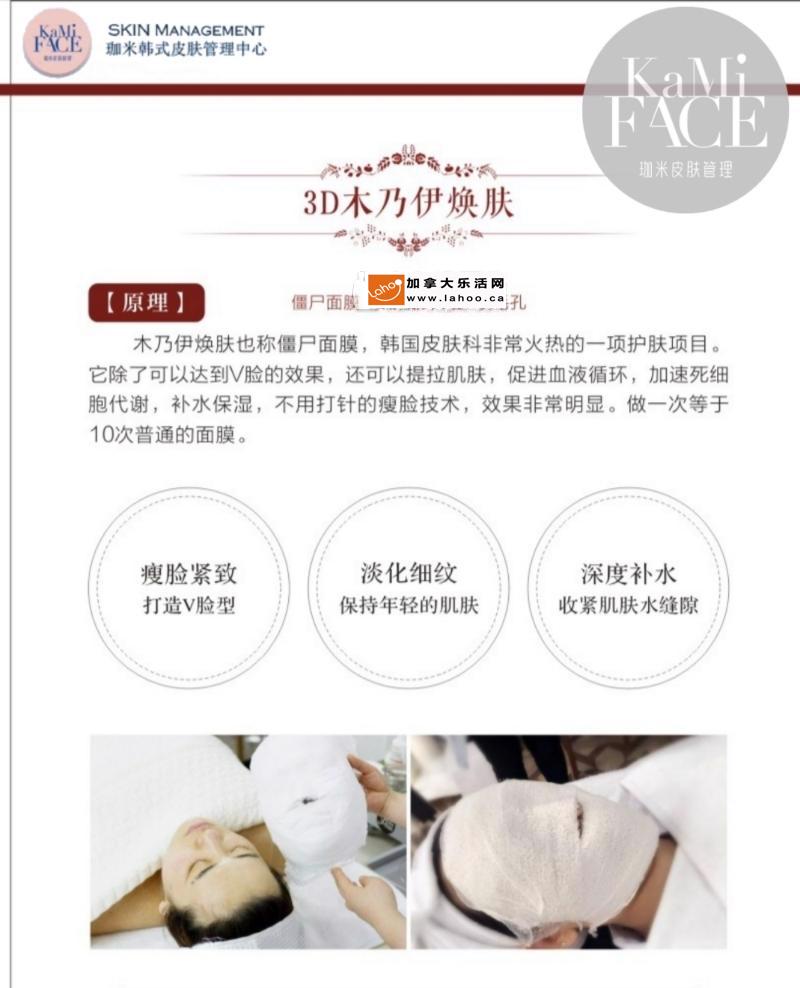 KaMi
FACE
珈米皮肤管理
SKIN MANAGEMENT
珈米韩式皮肤管理中心
KaMi
FACE
珈米皮肤管理
3D木乃伊焕肤
【原理】
僵尸面膜
孔
Lahoo
加拿大乐活网
www.lahoo.ca
木乃伊焕肤也称僵尸面膜，韩国皮肤科非常火热的一项护肤项目。
它除了可以达到V脸的效果，还可以提拉肌肤，促进血液循环，加速死细
胞代谢，补水保湿，不用打针的瘦脸技术，效果非常明显。做一次等于
10次普通的面膜。
瘦脸紧致
打造V脸型
淡化细纹
保持年轻的肌肤
深度补水
收紧肌肤水缝隙